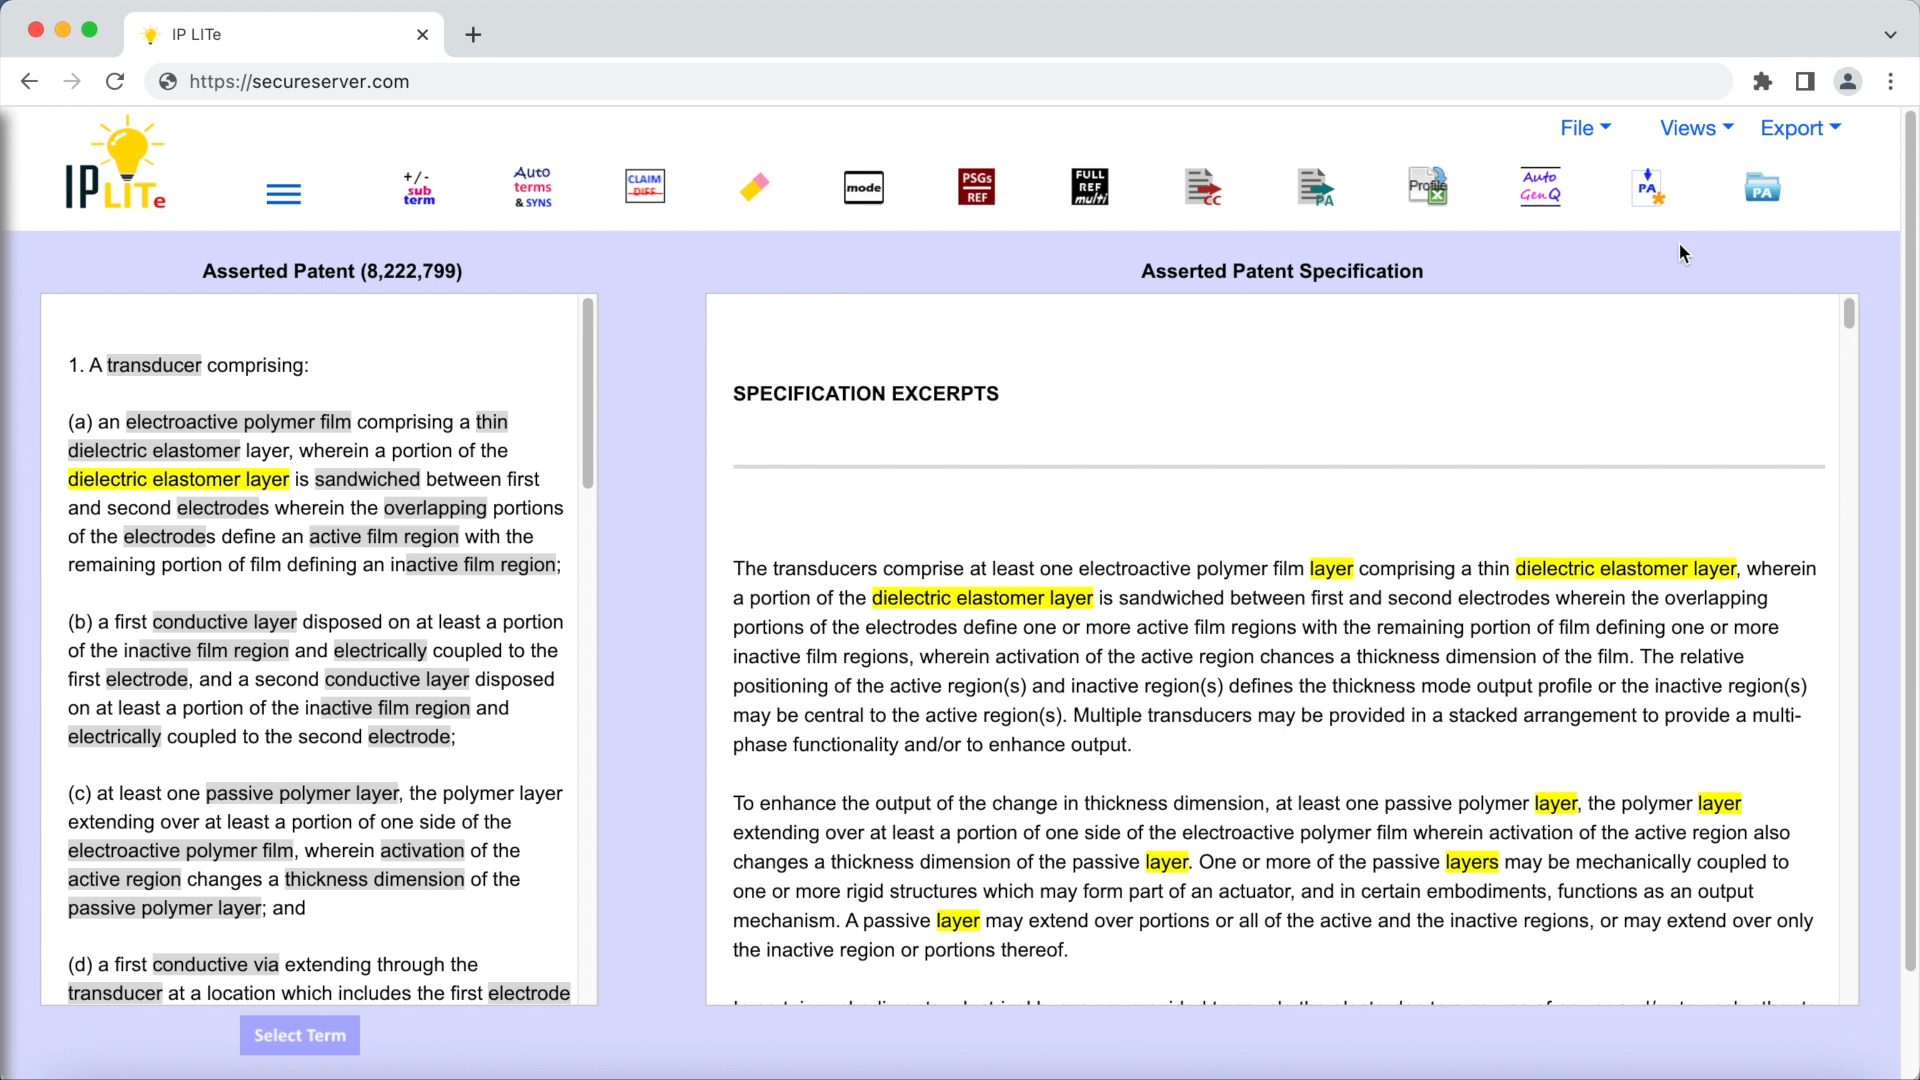 IP LITe
https://secureserver.com
File
Views
Export
IP LITe
+/-
sub
term
Auto
terms
& SYNS
CLAIM
DIFF
mode
PSGs
REF
FULL
REF
multi
CC
PA
Profile
Auto
GenQ
PA
PA
Asserted Patent (8,222,799)
Asserted Patent Specification
1. A transducer comprising:
(a) an electroactive polymer film comprising a thin
dielectric elastomer layer, wherein a portion of the
dielectric elastomer layer is sandwiched between first
and second electrodes wherein the overlapping portions
of the electrodes define an active film region with the
remaining portion of film defining an inactive film region;
(b) a first conductive layer disposed on at least a portion
of the inactive film region and electrically coupled to the
first electrode, and a second conductive layer disposed
on at least a portion of the inactive film region and
electrically coupled to the second electrode;
(c) at least one passive polymer layer, the polymer layer
extending over at least a portion of one side of the
electroactive polymer film, wherein activation of the
active region changes a thickness dimension of the
passive polymer layer; and
(d) a first conductive via extending through the
transducer at a location which includes the first electrode
SPECIFICATION EXCERPTS
The transducers comprise at least one electroactive polymer film layer comprising a thin dielectric elastomer layer, wherein
a portion of the dielectric elastomer layer is sandwiched between first and second electrodes wherein the overlapping
portions of the electrodes define one or more active film regions with the remaining portion of film defining one or more
inactive film regions, wherein activation of the active region chances a thickness dimension of the film. The relative
positioning of the active region(s) and inactive region(s) defines the thickness mode output profile or the inactive region(s)
may be central to the active region(s). Multiple transducers may be provided in a stacked arrangement to provide a multi-
phase functionality and/or to enhance output.
To enhance the output of the change in thickness dimension, at least one passive polymer layer, the polymer layer
extending over at least a portion of one side of the electroactive polymer film wherein activation of the active region also
changes a thickness dimension of the passive layer. One or more of the passive layers may be mechanically coupled to
one or more rigid structures which may form part of an actuator, and in certain embodiments, functions as an output
mechanism. A passive layer may extend over portions or all of the active and the inactive regions, or may extend over only
the inactive region or portions thereof.
Select Term